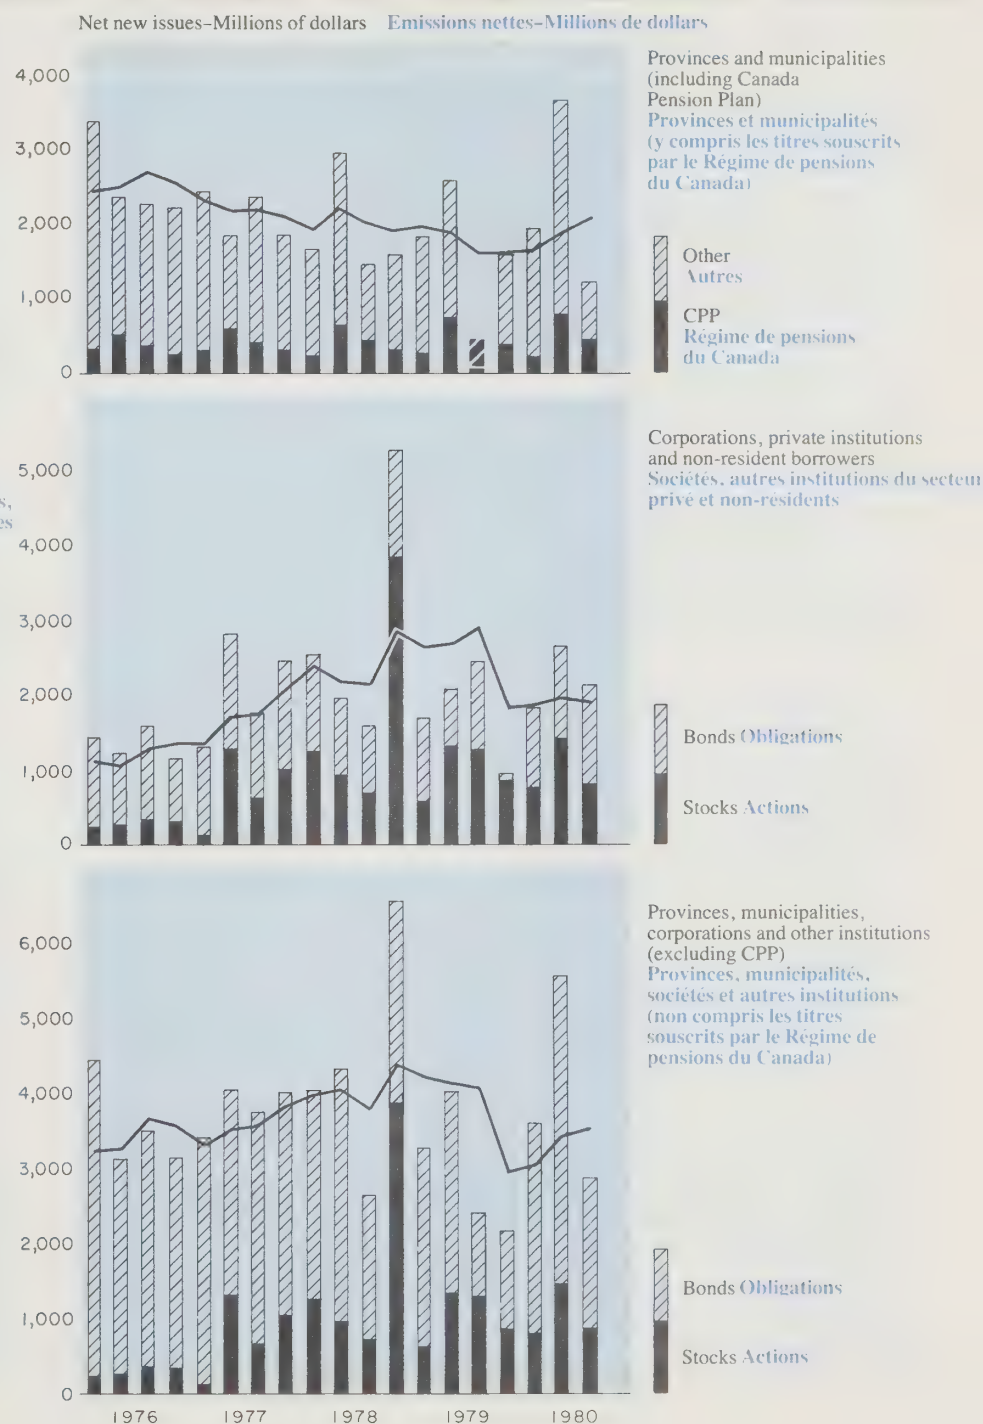 Net new issues–Millions of dollars Emissions nettes–Millions de dollars
4,000
3,000
2,000
1,000
0
Provinces and municipalities
(including Canada
Pension Plan)
Provinces et municipalités
(y compris les titres souscrits
par le Régime de pensions
du Canada)
Other
Autres
CPP
Régime de pensions
du Canada
5,000
4,000
3,000
2,000
1,000
0
Corporations, private institutions
and non-resident borrowers
Sociétés, autres institutions du secteur
privé et non-résidents
Bonds Obligations
Stocks Actions
6,000
5,000
4,000
3,000
2,000
1,000
0
Provinces, municipalities,
corporations and other institutions
(excluding CPP)
Provinces, municipalités,
sociétés et autres institutions
(non compris les titres
souscrits par le Régime de
pensions du Canada)
Bonds Obligations
Stocks Actions
1976 1977 1978 1979 1980